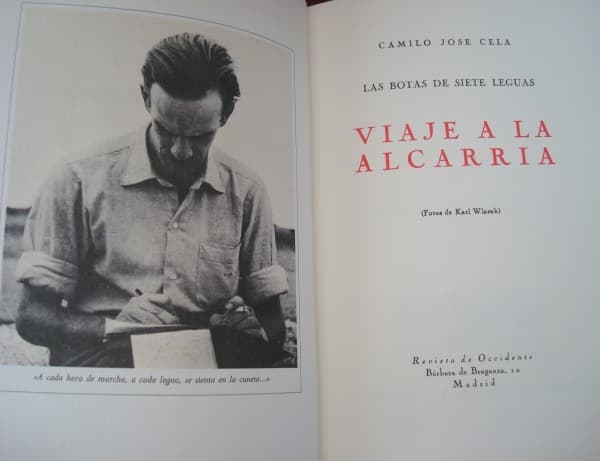 «A cada hora de marcha, a cada legua, se sienta en la cuneta...»
CAMILO JOSE CELA
LAS BOTAS DE SIETE LEGUAS
VIAJE A LA
ALCARRIA
(Fotos de Karl Wlasak)
Revista de Occidente
Bárbara de Braganza, 12
Madrid